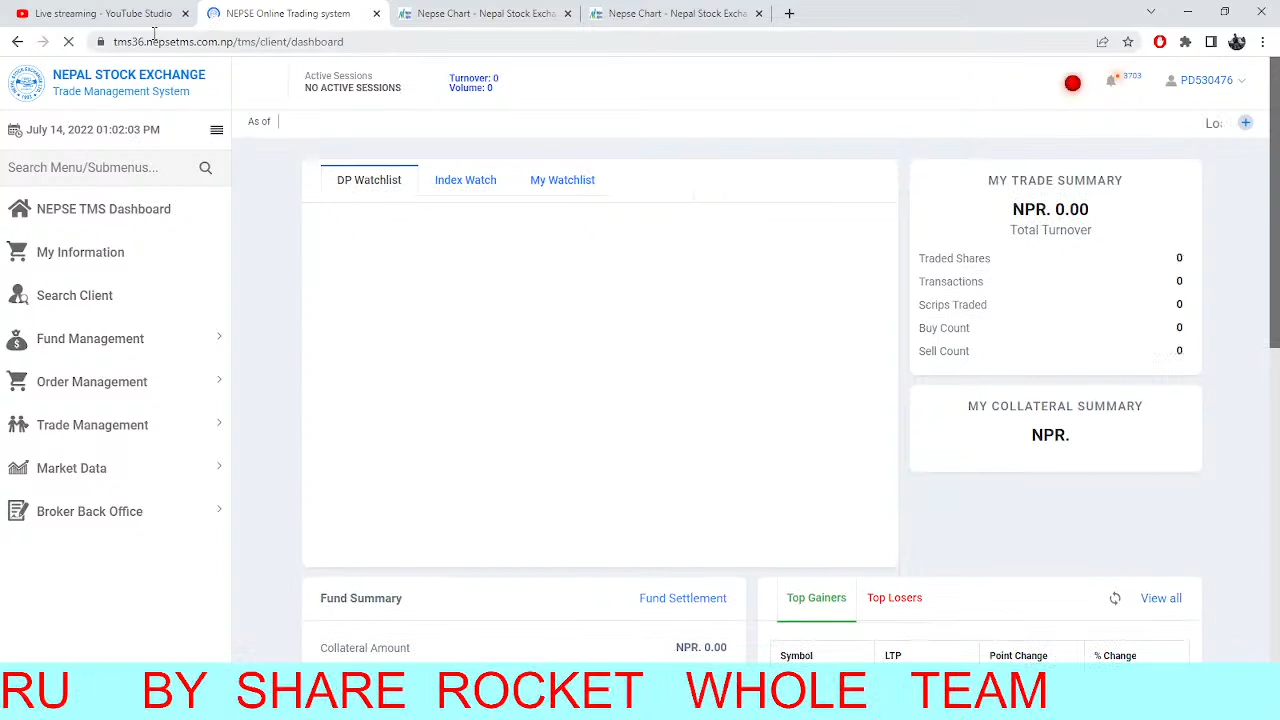 Live streaming - YouTube Studio
NEPSE Online Trading system
Nepse Chart - Nepal Stock Excha
Nepse Chart - Nepal Stock Excha
tms36.nepsetms.com.np/tms/client/dashboard
NEPAL STOCK EXCHANGE
Trade Management System
Active Sessions
NO ACTIVE SESSIONS
Turnover: 0
Volume: 0
3703
PD530476
July 14, 2022 01:02:03 PM
As of
Lo
Search Menu/Submenus...
NEPSE TMS Dashboard
My Information
Search Client
Fund Management
Order Management
Trade Management
Market Data
Broker Back Office
DP Watchlist
Index Watch
My Watchlist
MY TRADE SUMMARY
NPR. 0.00
Total Turnover
Traded Shares 0
Transactions 0
Scrips Traded 0
Buy Count 0
Sell Count 0
MY COLLATERAL SUMMARY
NPR.
Fund Summary
Fund Settlement
Collateral Amount NPR. 0.00
Top Gainers
Top Losers
View all
Symbol LTP Point Change % Change
RU BY SHARE ROCKET WHOLE TEAM